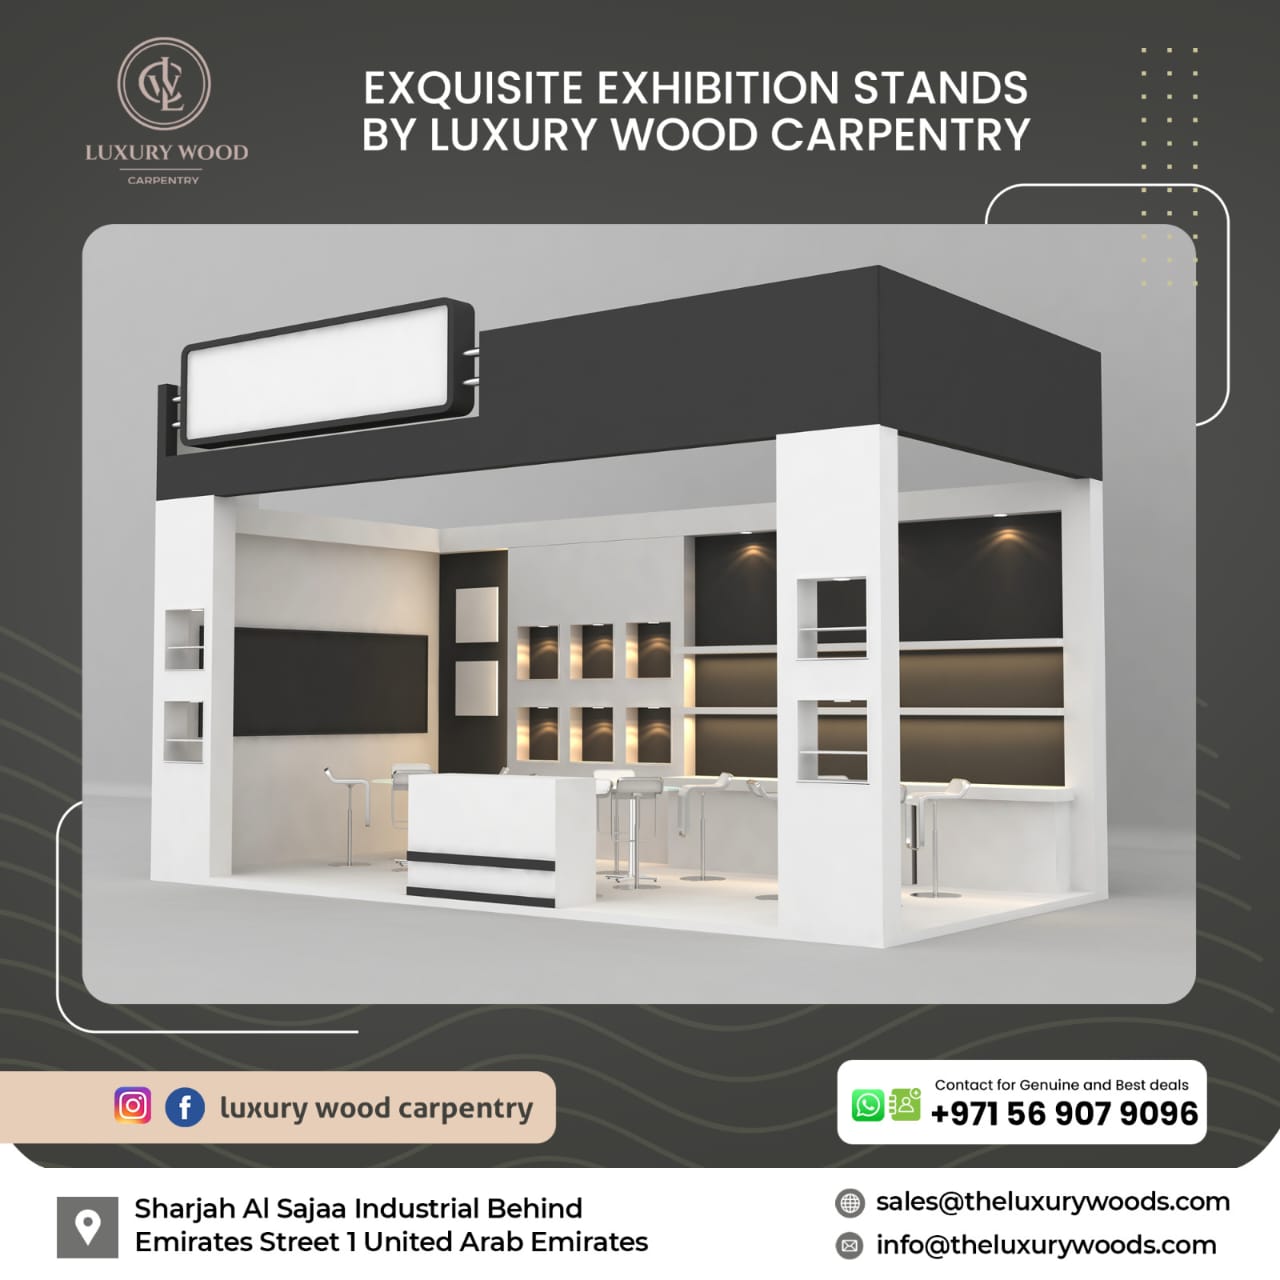 LUXURY WOOD
CARPENTRY
EXQUISITE EXHIBITION STANDS
BY LUXURY WOOD CARPENTRY
luxury wood carpentry
Contact for Genuine and Best deals
+971 56 907 9096
Sharjah Al Sajaa Industrial Behind
Emirates Street 1 United Arab Emirates
sales@theluxurywoods.com
info@theluxurywoods.com